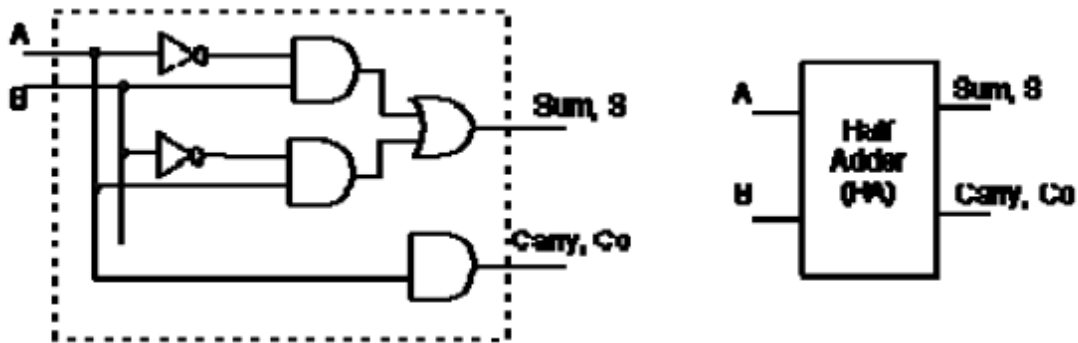 A
B
Sum, S
Carry, Co
A
B
Half
Adder
(HA)
Sum, S
Carry, Co